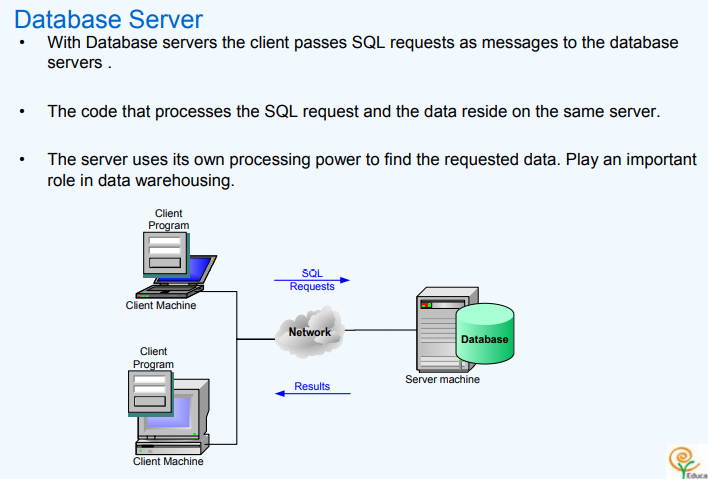 Database Server
• With Database servers the client passes SQL requests as messages to the database
servers .
• The code that processes the SQL request and the data reside on the same server.
• The server uses its own processing power to find the requested data. Play an important
role in data warehousing.
Client
Program
Client Machine
SQL
Requests
Network
Database
Server machine
Results
Client
Program
Client Machine
Educa